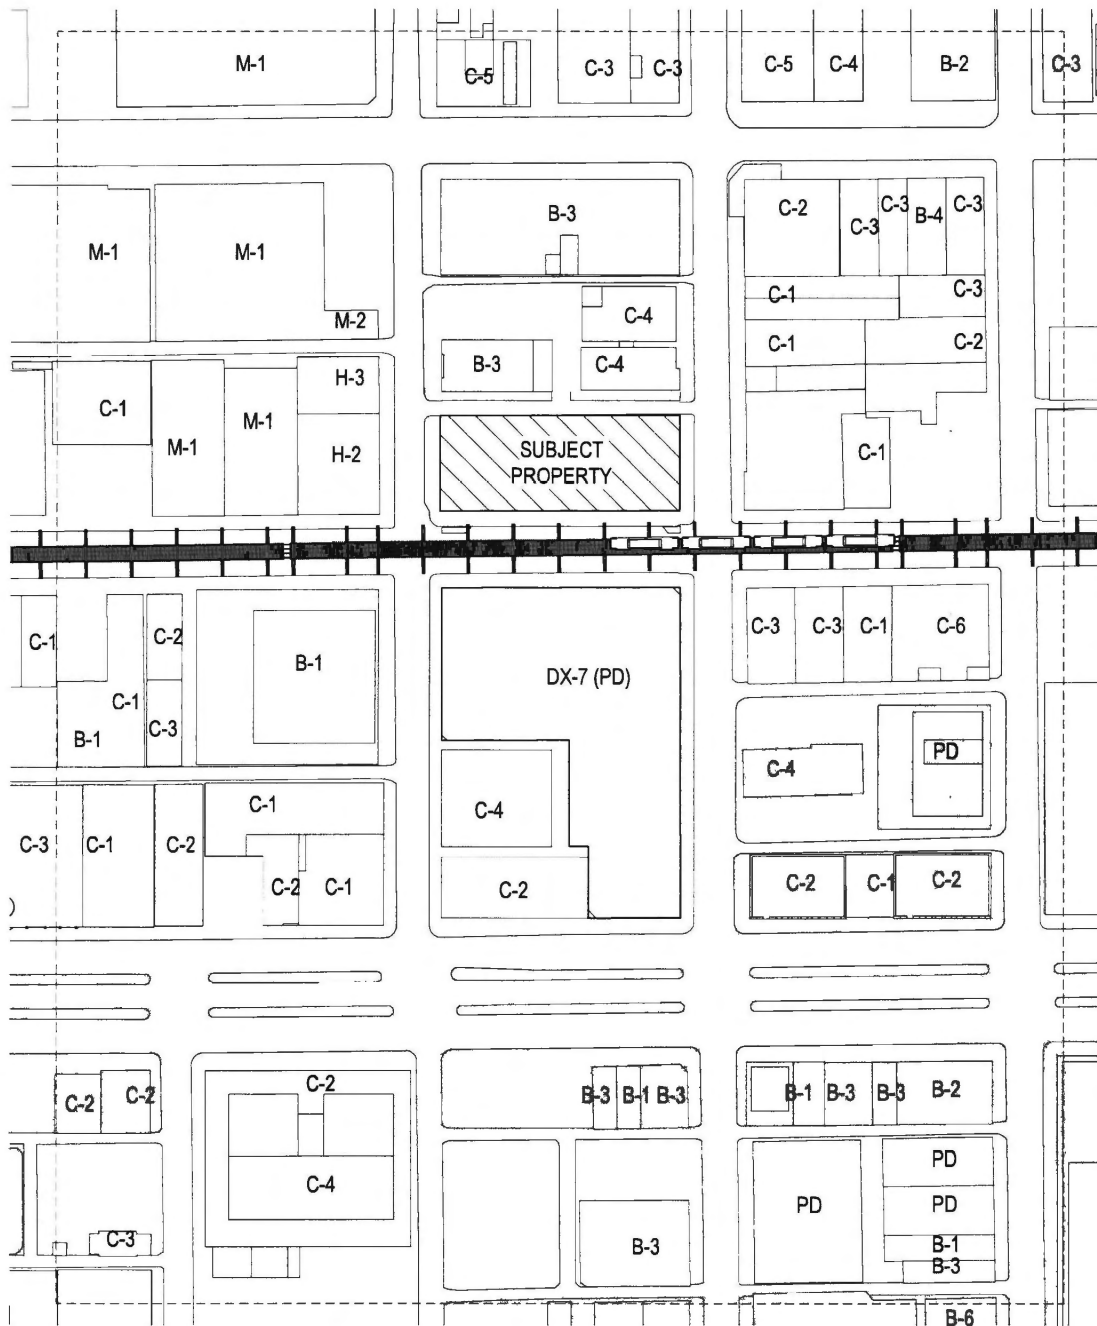 M-1
C-5
C-3
C-3
C-5
C-4
B-2
C-3
B-3
C-2
C-3
C-3
B-4
C-3
M-1
M-1
M-2
C-4
C-1
C-3
B-3
C-4
C-1
C-2
C-1
M-1
M-1
H-3
H-2
SUBJECT
PROPERTY
C-1
C-1
C-2
C-1
B-1
C-3
B-1
DX-7 (PD)
C-3
C-3
C-1
C-6
C-4
PD
C-3
C-1
C-2
C-1
C-2
C-1
C-4
C-2
C-2
C-1
C-2
C-2
C-2
C-2
C-4
B-3
B-1
B-3
B-1
B-3
B-3
B-2
C-3
B-3
PD
PD
PD
B-1
B-3
B-6